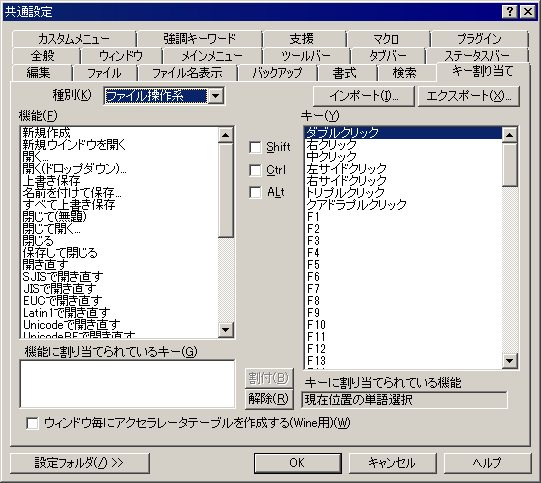 共通設定
カスタムメニュー 強調キーワード 支援 マクロ プラグイン
全般 ウィンドウ メインメニュー ツールバー タブバー ステータスバー
編集 ファイル ファイル名表示 バックアップ 書式 検索 キー割り当て
種別(K) ファイル操作系 インポート(I)... エクスポート(X)...
機能(F)
新規作成
新規ウインドウを開く
開く...
開く(ドロップダウン)...
上書き保存
名前を付けて保存...
すべて上書き保存
閉じて(無題)
閉じて開く...
閉じる
保存して閉じる
開き直す
SJISで開き直す
JISで開き直す
EUCで開き直す
Latin1で開き直す
Unicodeで開き直す
UnicodeBEで開き直す
Shift
Ctrl
ALt
キー(Y)
ダブルクリック
右クリック
中クリック
左サイドクリック
右サイドクリック
トリプルクリック
クアドラプルクリック
F1
F2
F3
F4
F5
F6
F7
F8
F9
F10
F11
F12
F13
機能に割り当てられているキー(G)
割付(B)
解除(R)
キーに割り当てられている機能
現在位置の単語選択
ウィンドウ毎にアクセラレータテーブルを作成する(Wine用)(W)
設定フォルダ(/) >> OK キャンセル ヘルプ